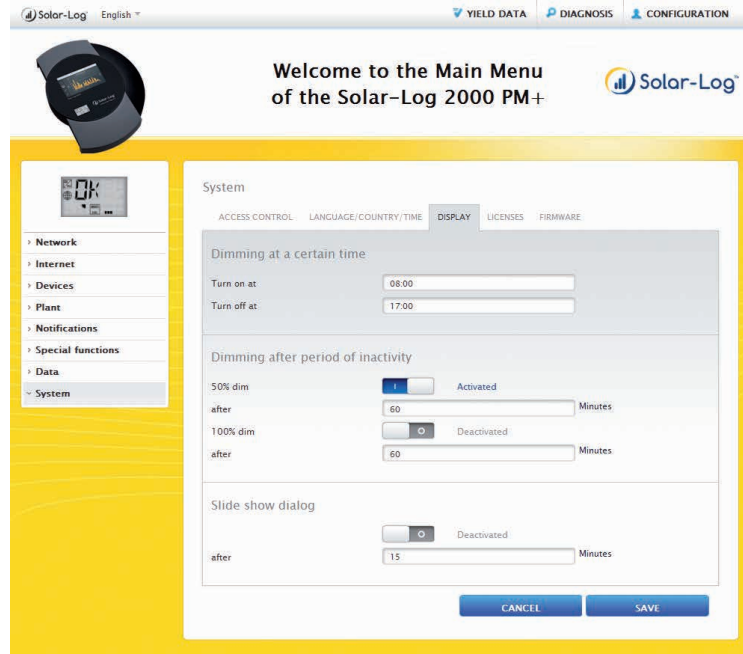 Solar-Log English YIELD DATA DIAGNOSIS CONFIGURATION
Welcome to the Main Menu
of the Solar-Log 2000 PM+
Solar-Log
OK
System
ACCESS CONTROL LANGUAGE/COUNTRY/TIME DISPLAY LICENSES FIRMWARE
Network
Internet
Devices
Plant
Notifications
Special functions
Data
System
Dimming at a certain time
Turn on at 08:00
Turn off at 17:00
Dimming after period of inactivity
50% dim I Activated
after 60 Minutes
100% dim O Deactivated
after 60 Minutes
Slide show dialog
O Deactivated
after 15 Minutes
CANCEL SAVE